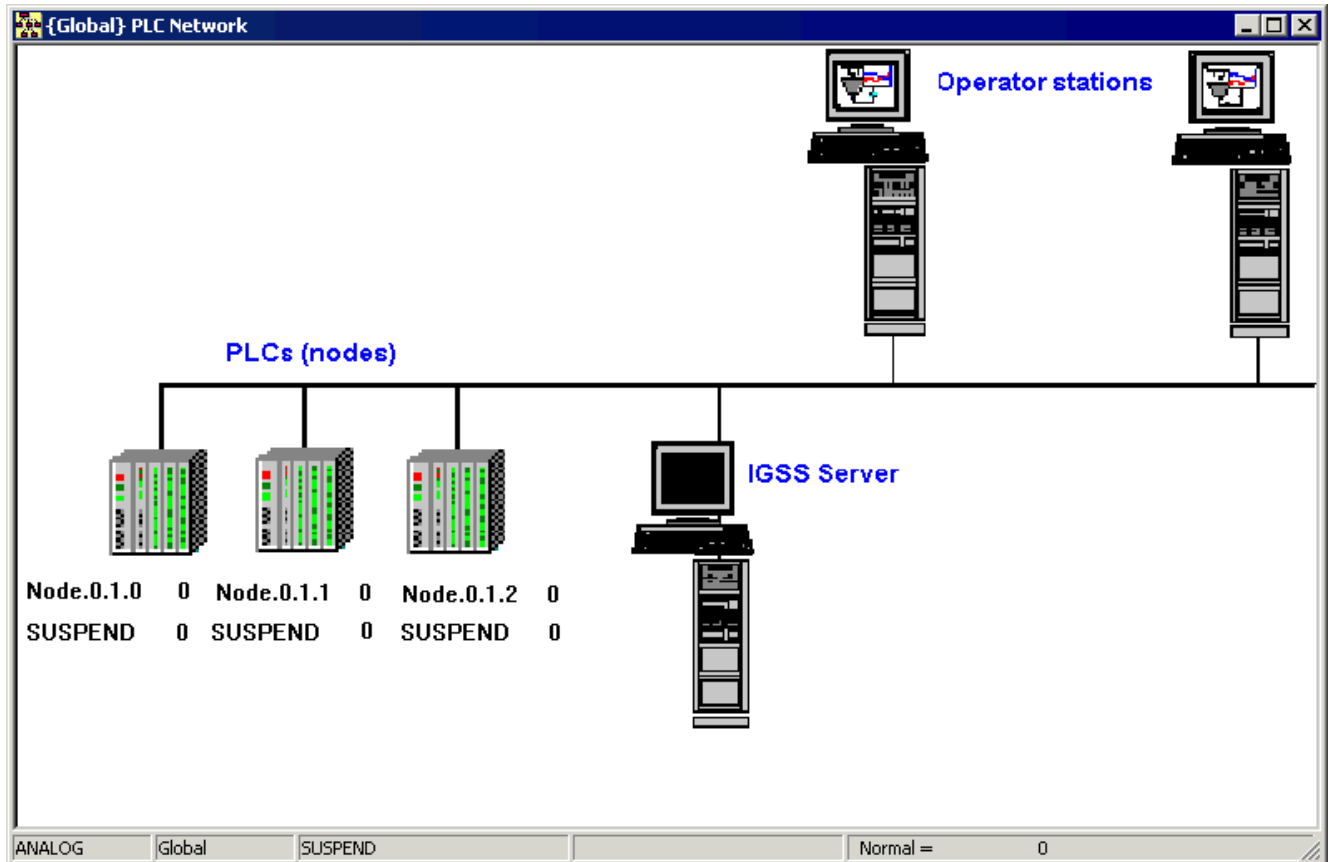 {Global} PLC Network
Operator stations
PLCs (nodes)
IGSS Server
Node.0.1.0 0 Node.0.1.1 0 Node.0.1.2 0
SUSPEND 0 SUSPEND 0 SUSPEND 0
ANALOG Global SUSPEND Normal = 0